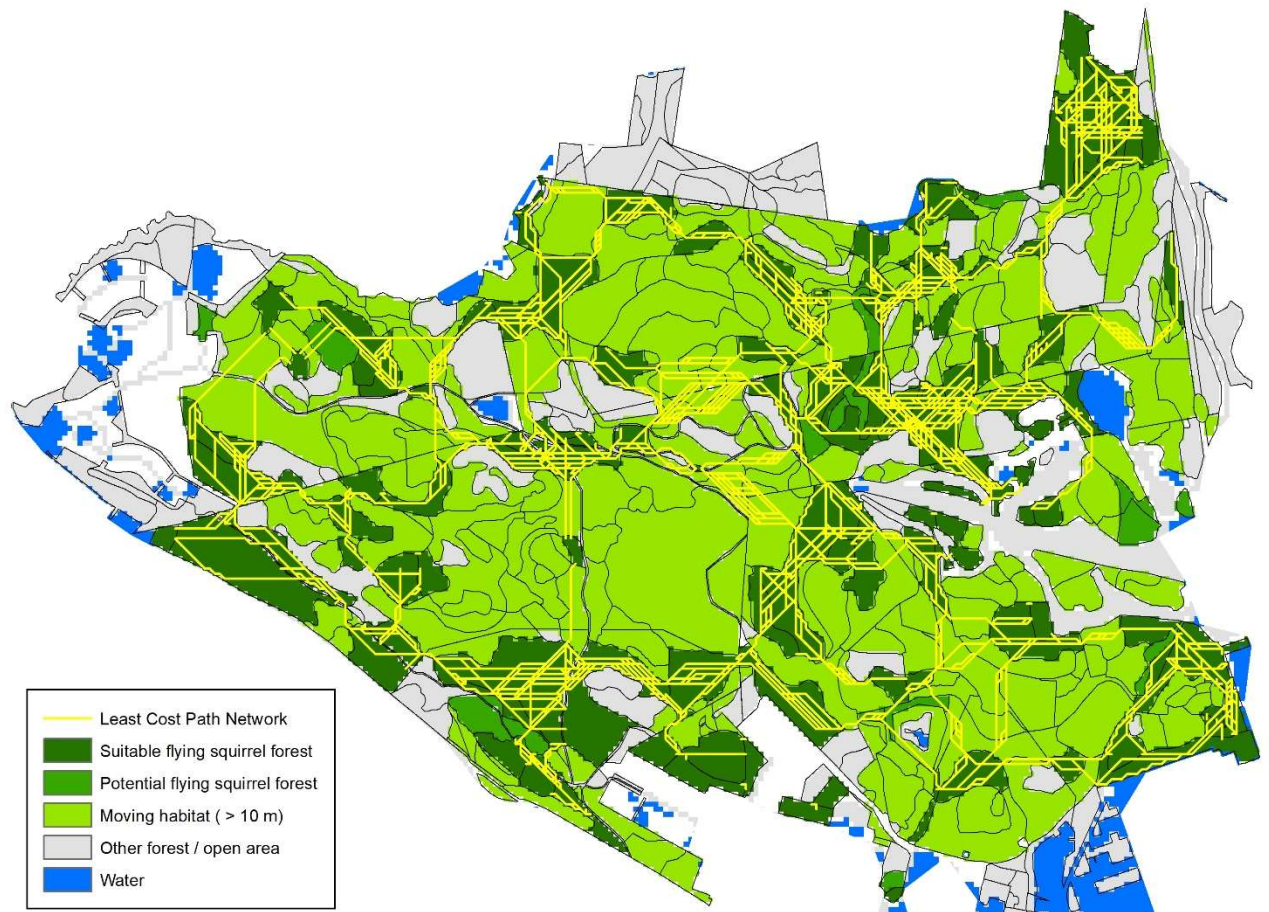 Least Cost Path Network
Suitable flying squirrel forest
Potential flying squirrel forest
Moving habitat ( > 10 m)
Other forest / open area
Water